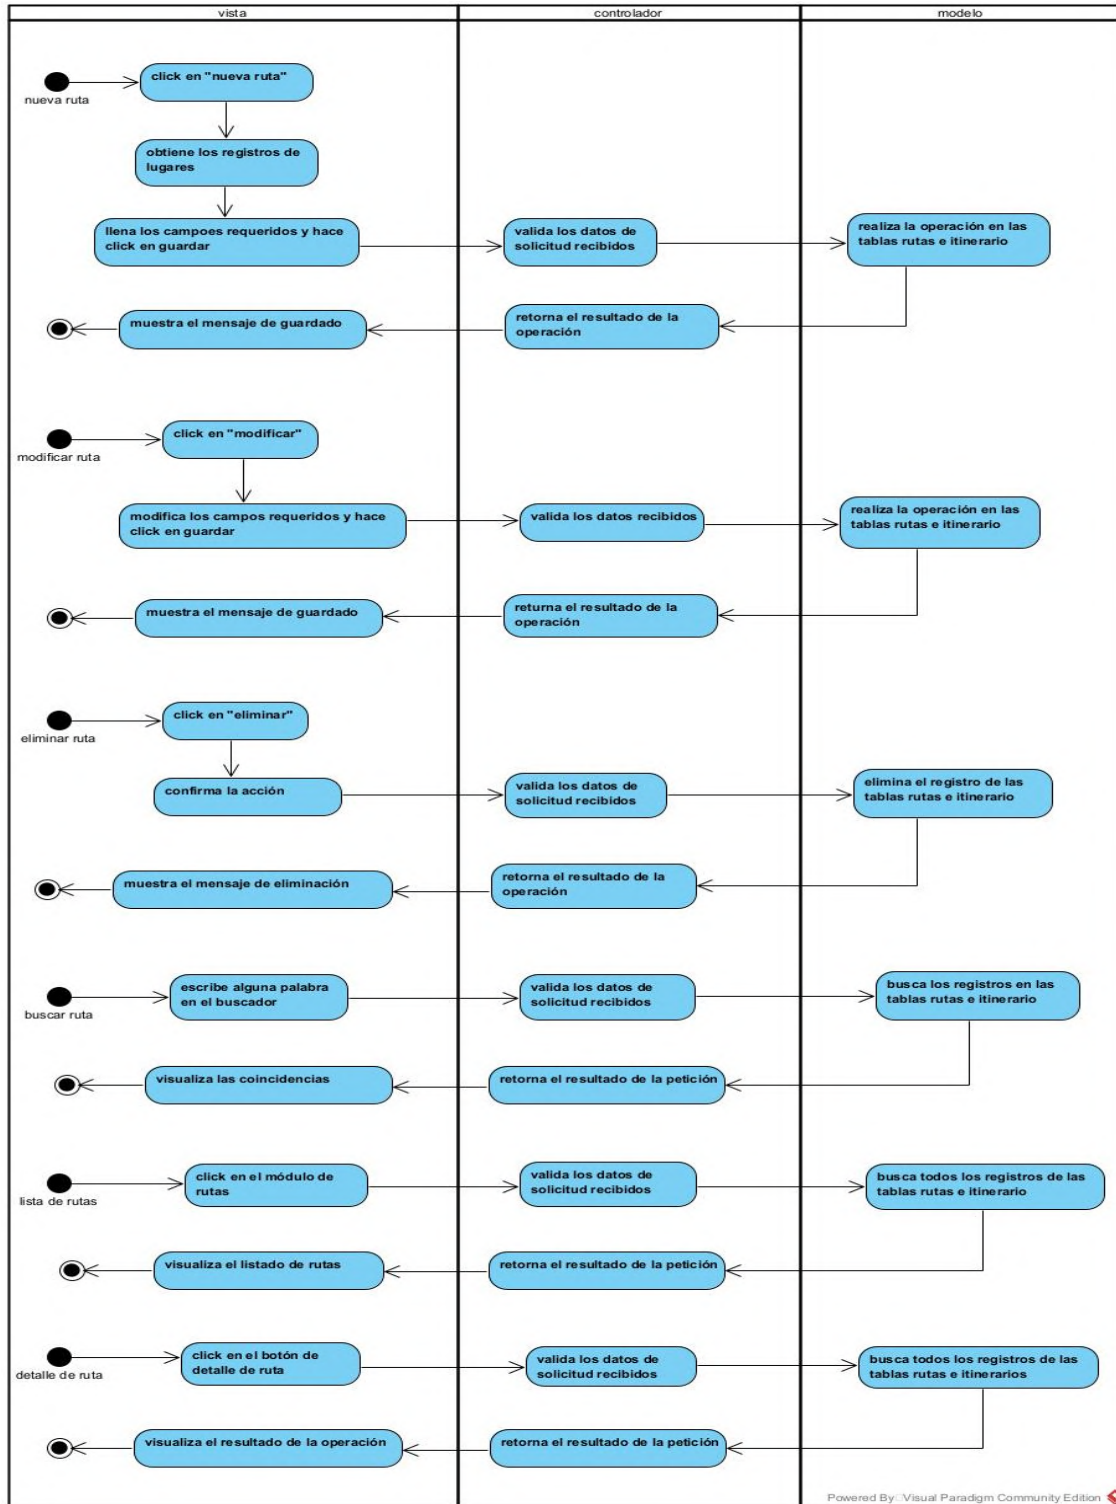 vista
controlador
modelo
click en "nueva ruta"
nueva ruta
obtiene los registros de
lugares
llena los campoes requeridos y hace
click en guardar
valida los datos de
solicitud recibidos
realiza la operación en las
tablas rutas e itinerario
muestra el mensaje de guardado
retorna el resultado de la
operación
click en "modificar"
modificar ruta
modifica los campos requeridos y hace
click en guardar
valida los datos recibidos
realiza la operación en las
tablas rutas e itinerario
muestra el mensaje de guardado
returna el resultado de la
operación
click en "eliminar"
eliminar ruta
confirma la acción
valida los datos de
solicitud recibidos
elimina el registro de las
tablas rutas e itinerario
muestra el mensaje de eliminación
retorna el resultado de la
operación
buscar ruta
escribe alguna palabra
en el buscador
valida los datos de
solicitud recibidos
busca los registros en las
tablas rutas e itinerario
visualiza las coincidencias
retorna el resultado de la petición
lista de rutas
click en el módulo de
rutas
valida los datos de
solicitud recibidos
busca todos los registros de las
tablas rutas e itinerario
visualiza el listado de rutas
retorna el resultado de la petición
detalle de ruta
click en el botón de
detalle de ruta
valida los datos de
solicitud recibidos
busca todos los registros de las
tablas rutas e itinerarios
visualiza el resultado de la operación
retorna el resultado de la petición
Powered By Visual Paradigm Community Edition